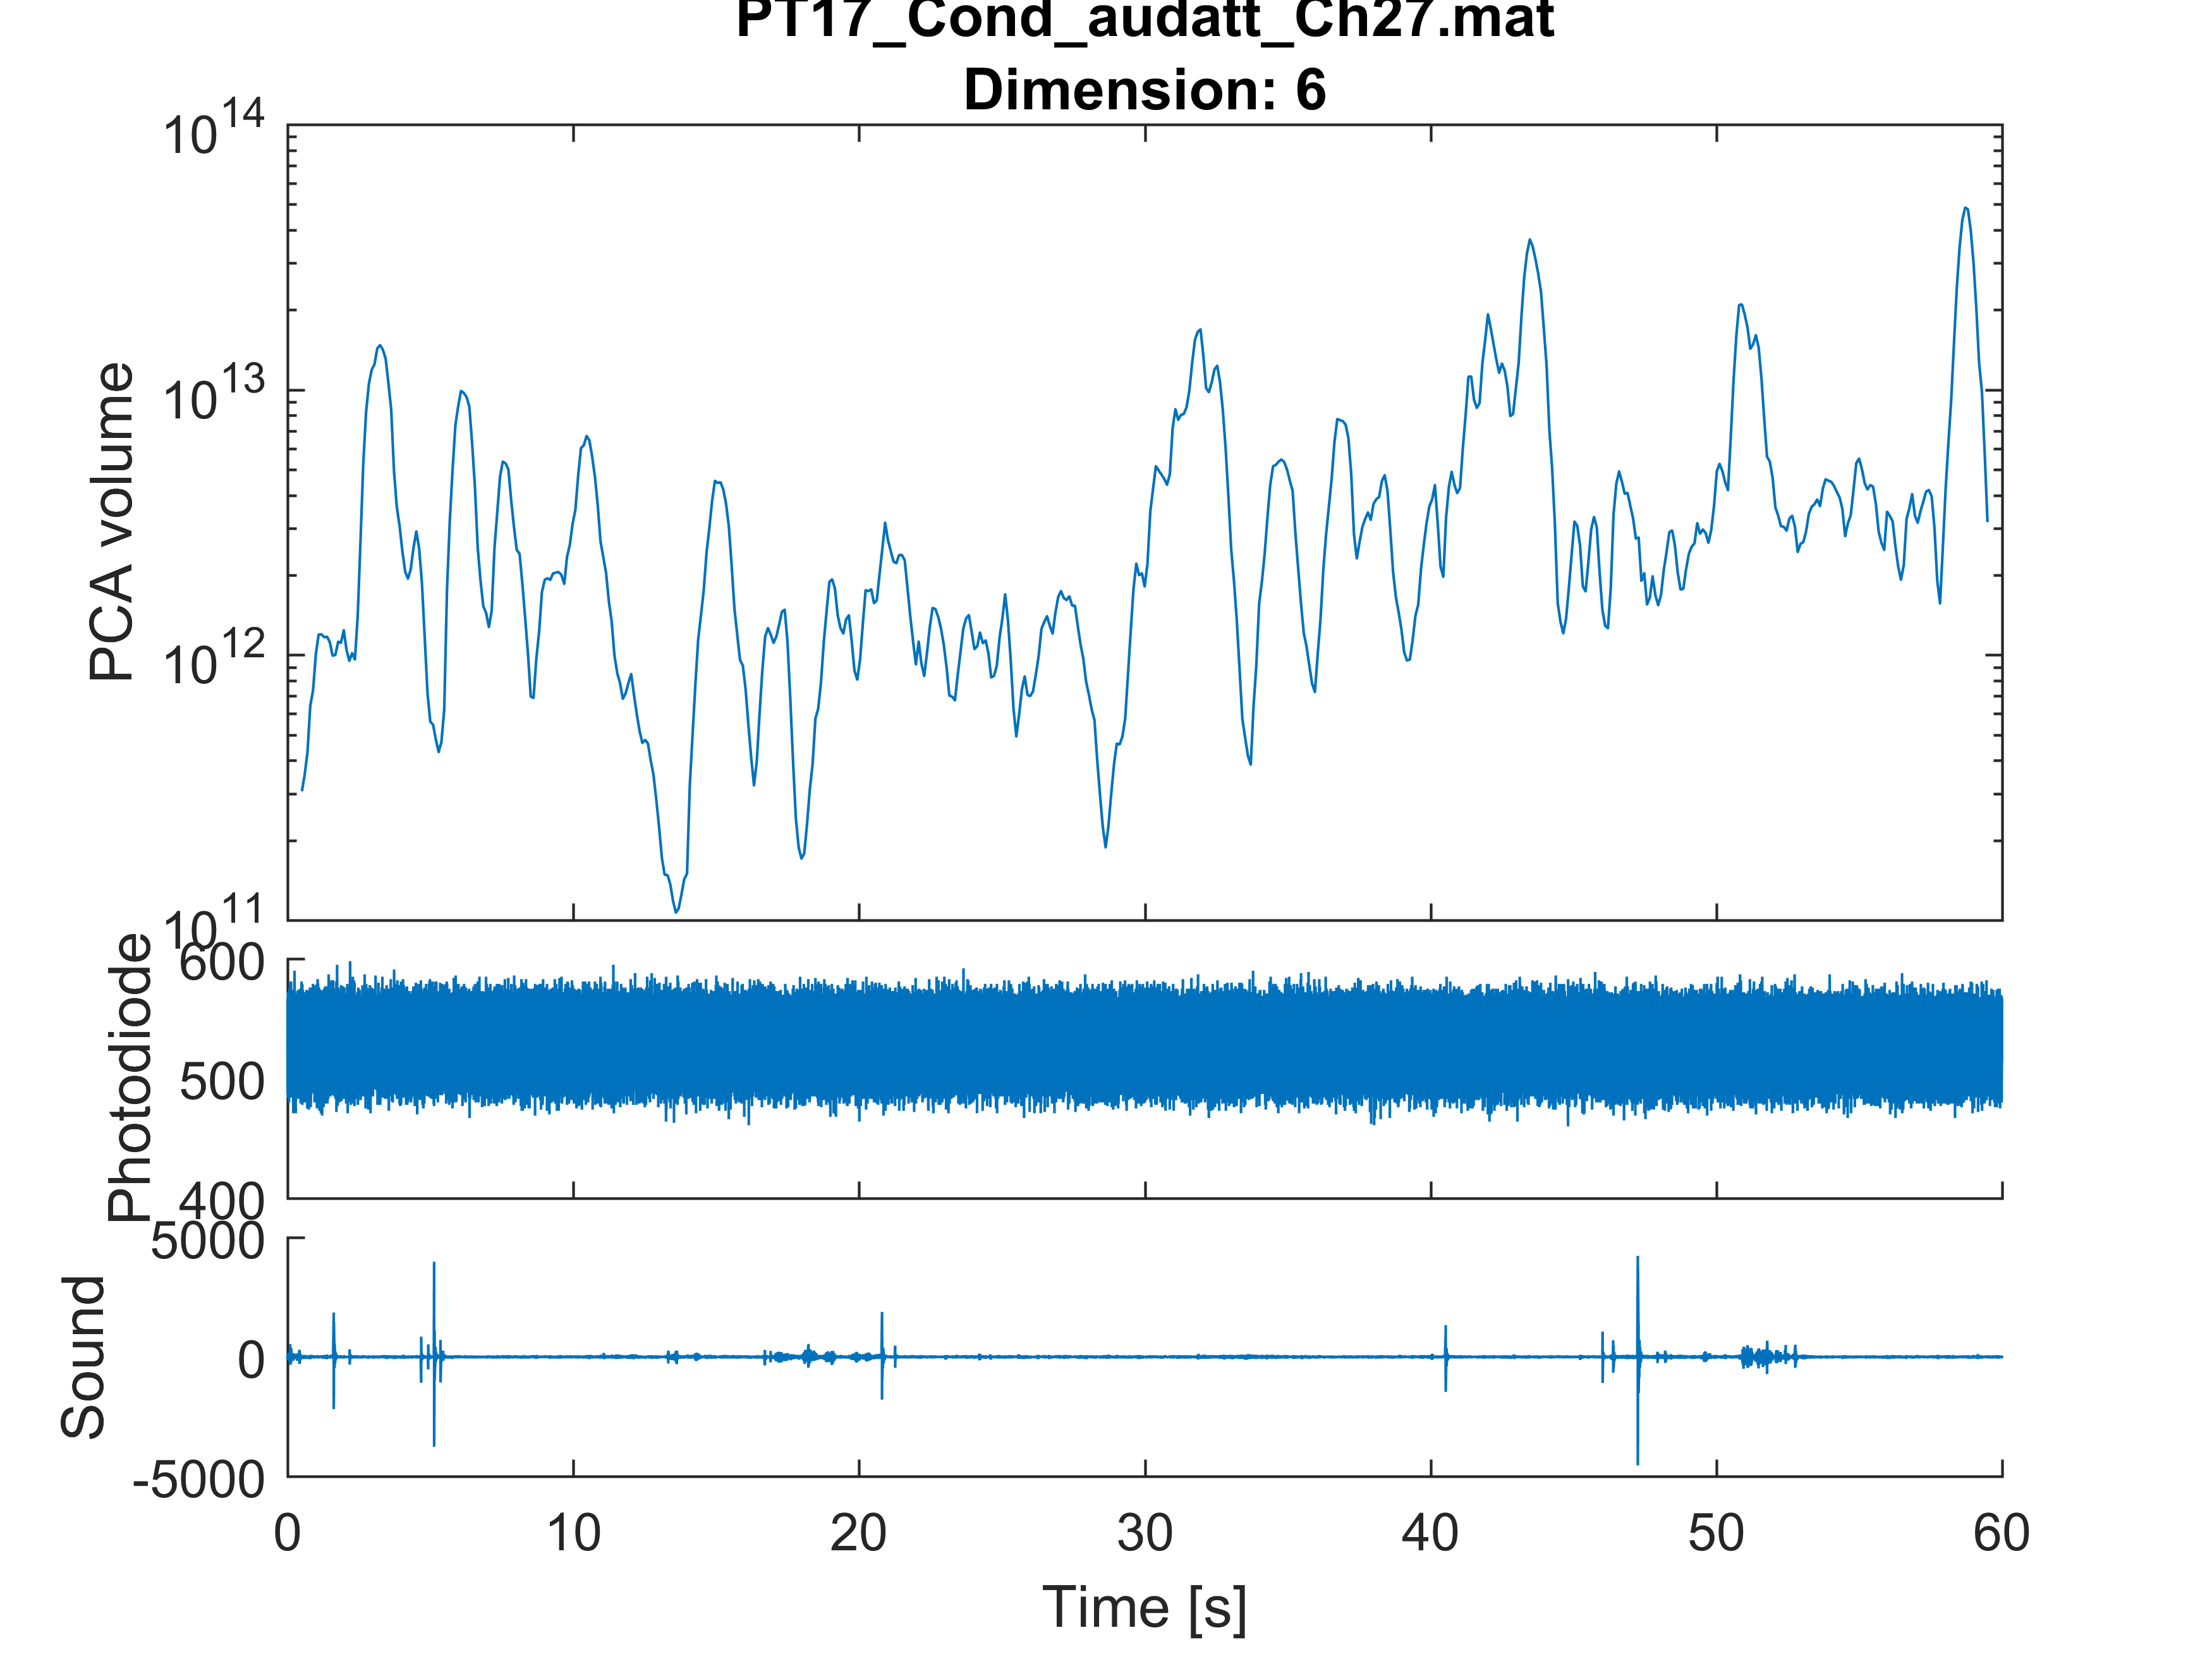 PT17_Cond_audatt_Ch27.mat
Dimension: 6
PCA volume
10^14
10^13
10^12
10^11
Photodiode
600
500
400
Sound
5000
0
-5000
0 10 20 30 40 50 60
Time [s]